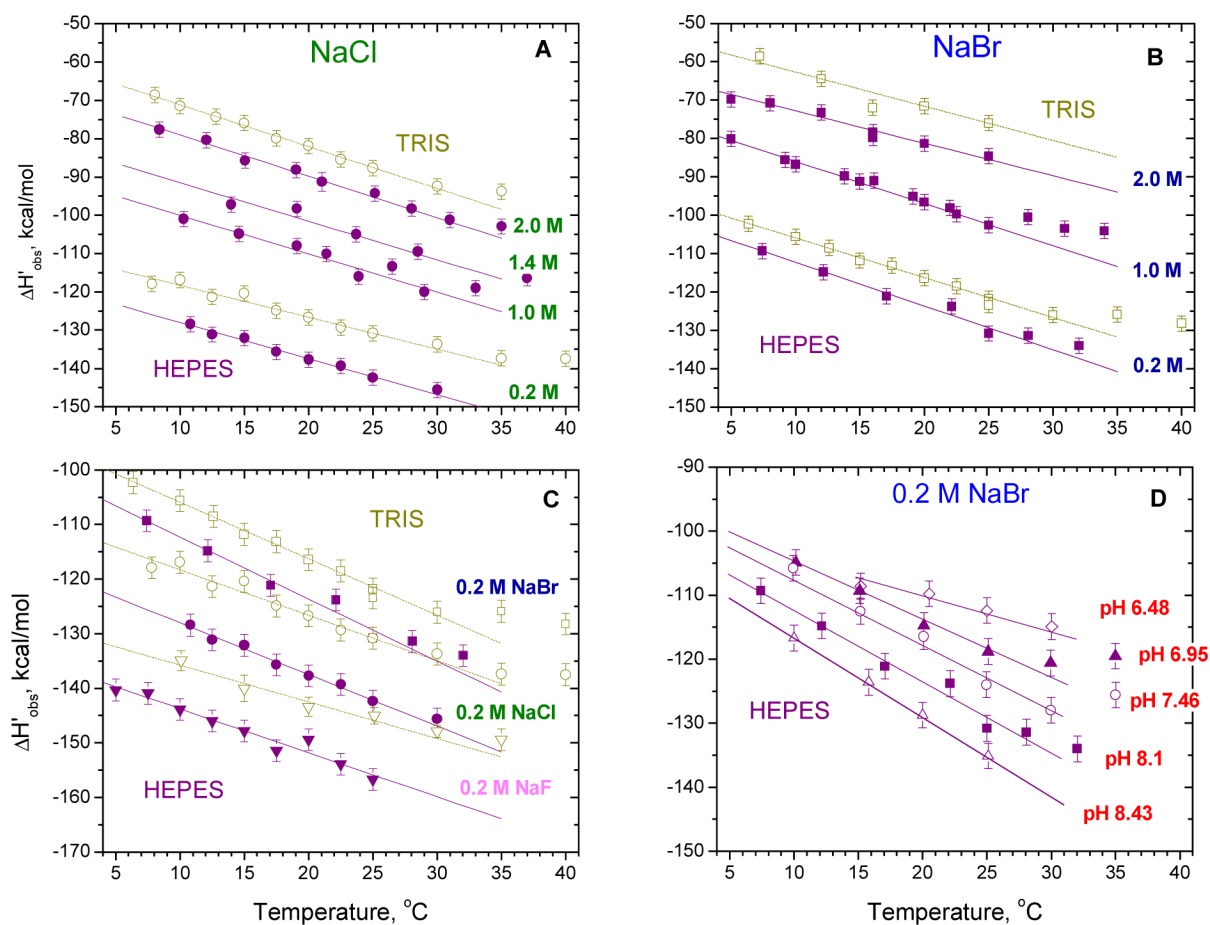 NaCl
A
TRIS
2.0 M
1.4 M
1.0 M
HEPES
0.2 M
-50
-60
-70
-80
-90
-100
-110
-120
-130
-140
-150
5 10 15 20 25 30 35 40
ΔH'obs, kcal/mol
NaBr
B
TRIS
2.0 M
1.0 M
HEPES
0.2 M
-50
-60
-70
-80
-90
-100
-110
-120
-130
-140
-150
5 10 15 20 25 30 35 40
C
TRIS
0.2 M NaBr
0.2 M NaCl
HEPES
0.2 M NaF
-100
-110
-120
-130
-140
-150
-160
-170
5 10 15 20 25 30 35 40
ΔH'obs, kcal/mol
Temperature, °C
0.2 M NaBr
D
pH 6.48
pH 6.95
pH 7.46
HEPES
pH 8.1
pH 8.43
-90
-100
-110
-120
-130
-140
-150
5 10 15 20 25 30 35 40
Temperature, °C